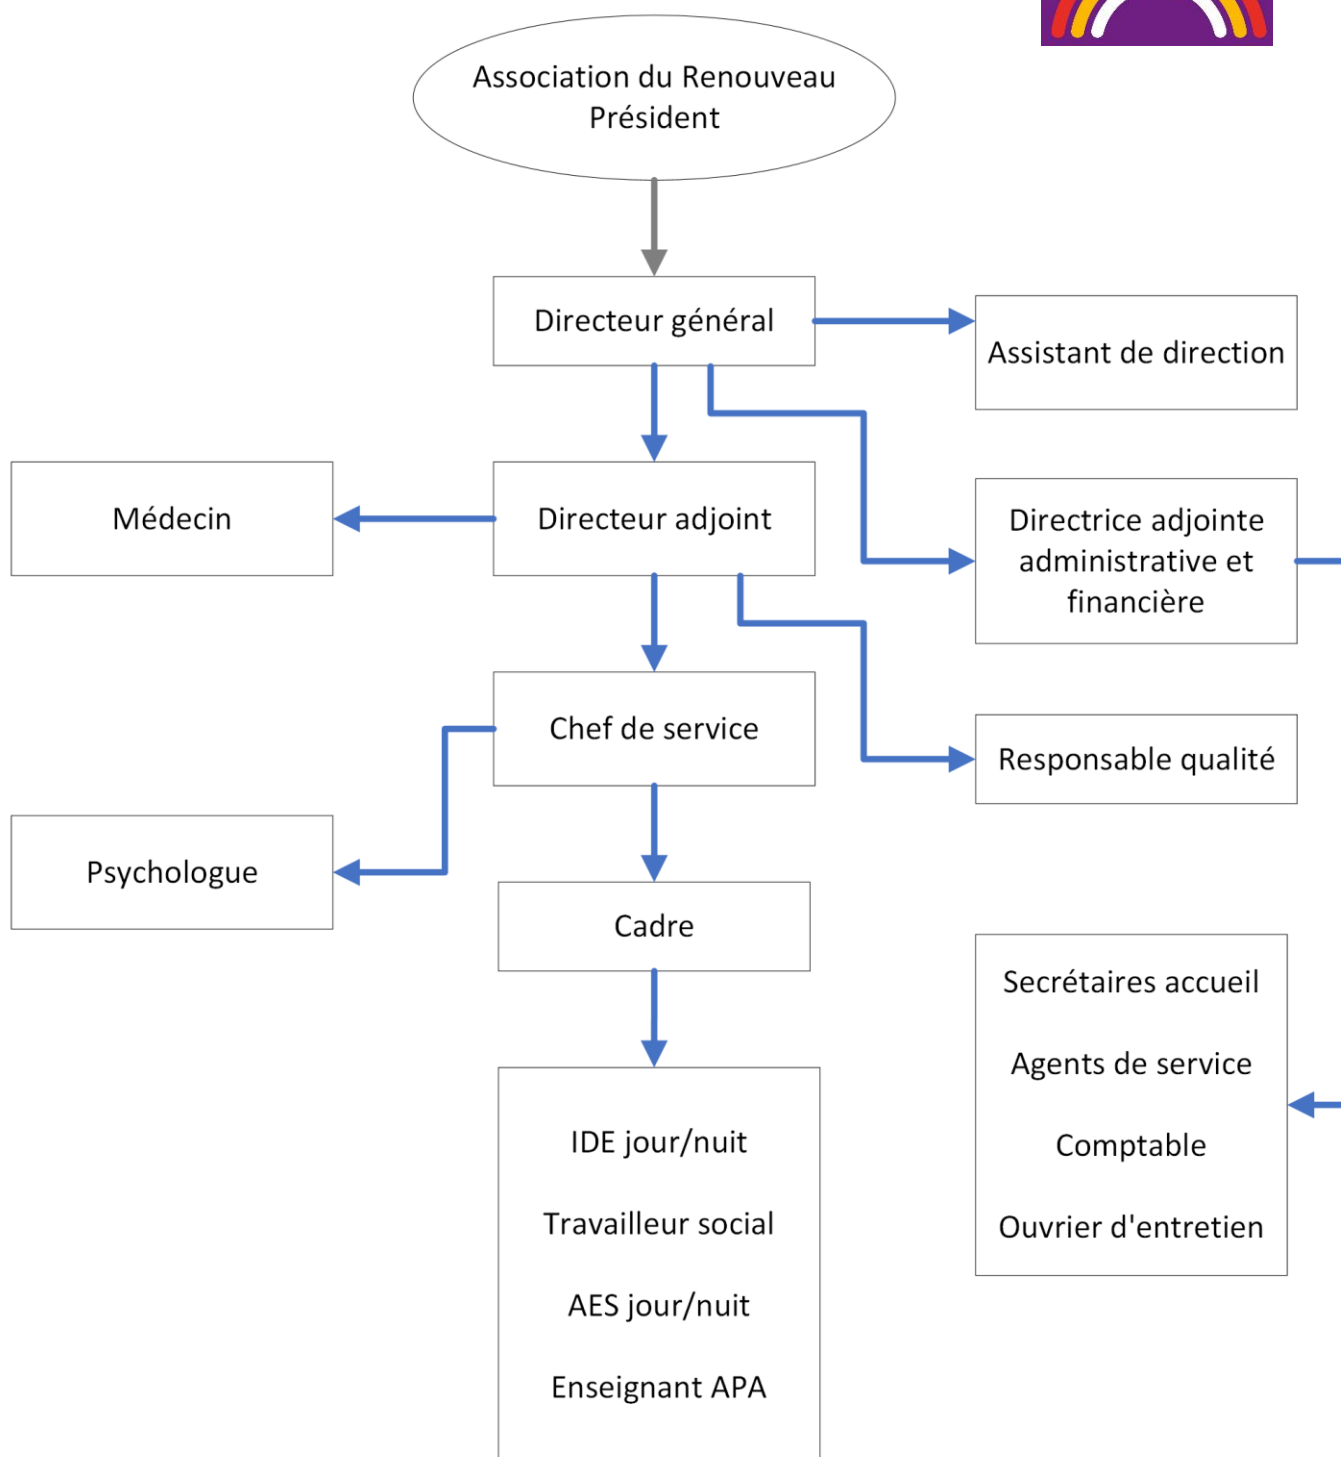 Association du Renouveau
Président
Directeur général
Assistant de direction
Médecin
Directeur adjoint
Directrice adjointe
administrative et
financière
Chef de service
Responsable qualité
Psychologue
Cadre
Secrétaires accueil
Agents de service
Comptable
Ouvrier d'entretien
IDE jour/nuit
Travailleur social
AES jour/nuit
Enseignant APA